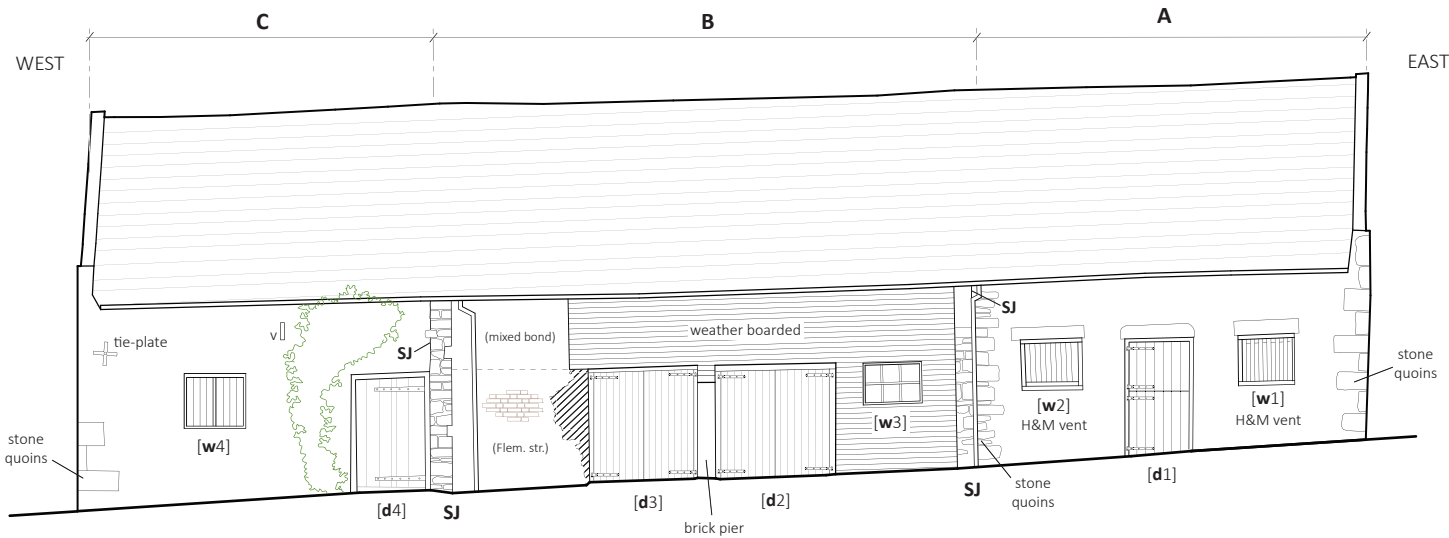 C
B
A
WEST
EAST
tie-plate
v
SJ
(mixed bond)
weather boarded
SJ
[w4]
(Flem. str.)
[w3]
[w2]
H&M vent
[w1]
H&M vent
stone
quoins
stone
quoins
[d4]
SJ
[d3]
[d2]
brick pier
SJ
stone
quoins
[d1]